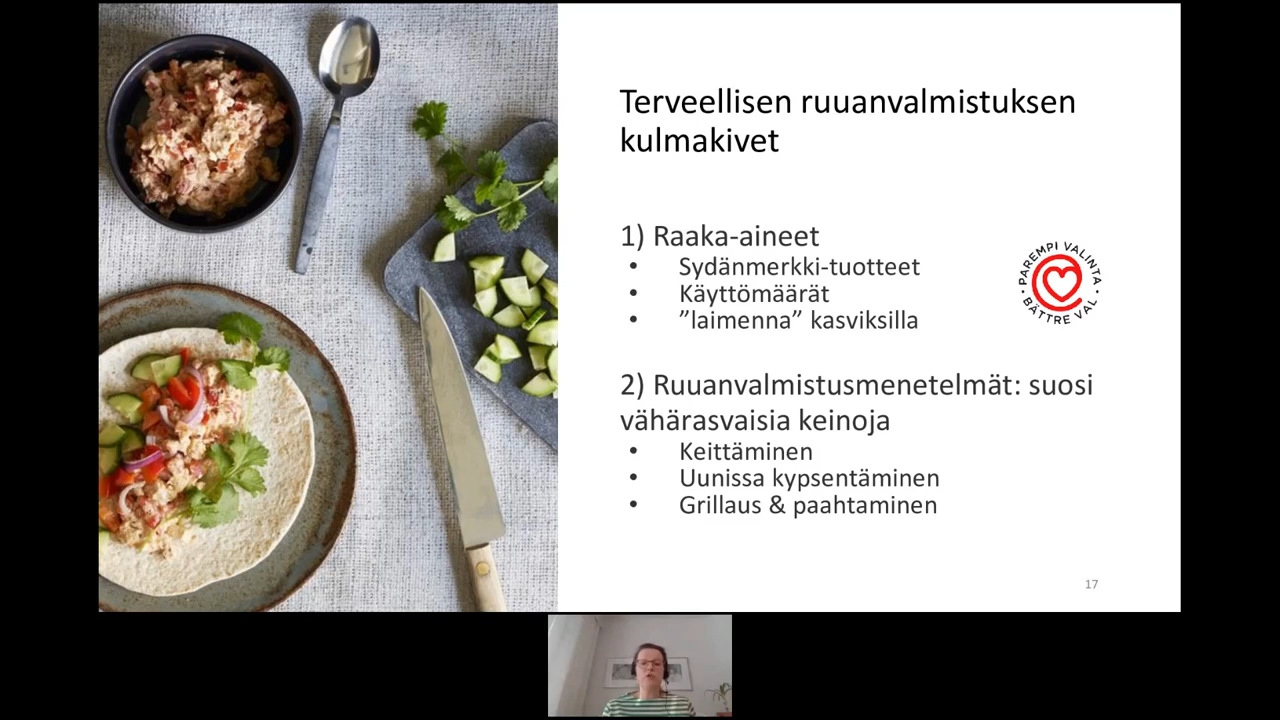 Terveellisen ruuanvalmistuksen
kulmakivet
1) Raaka-aineet
• Sydänmerkki-tuotteet
• Käyttömäärät
• ”laimenna” kasviksilla
PAREMPI VALINTA
BÄTTRE VAL
2) Ruuanvalmistusmenetelmät: suosi
vähärasvaisia keinoja
• Keittäminen
• Uunissa kypsentäminen
• Grillaus & paahtaminen
17